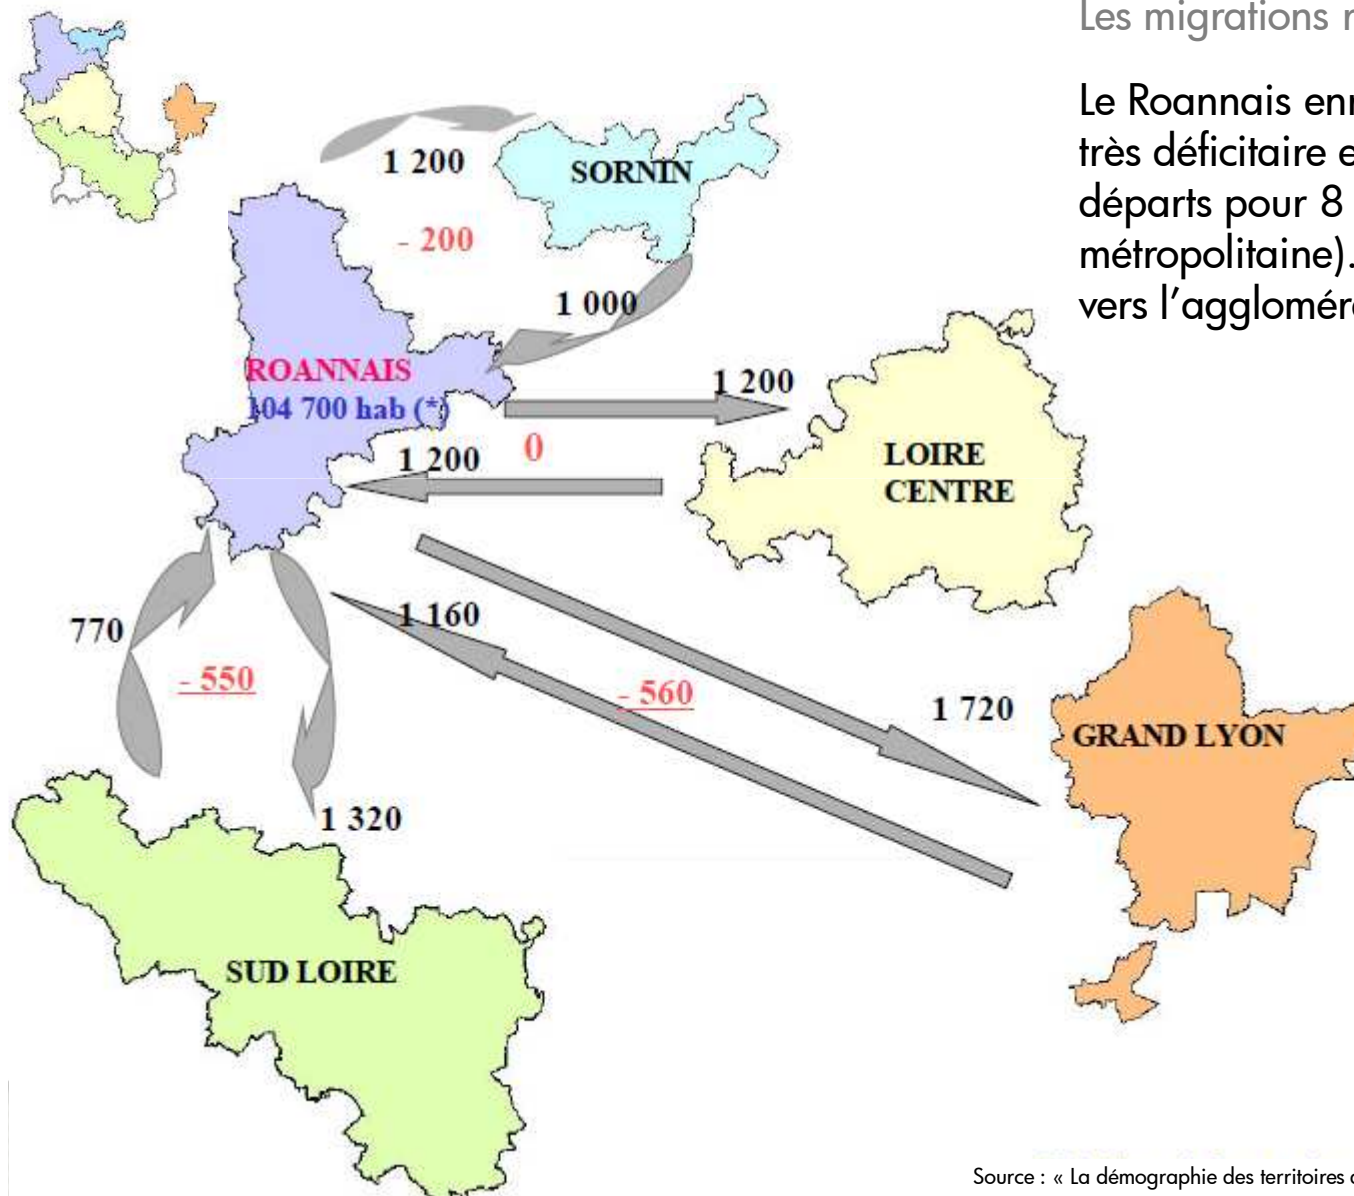 Les migrations
Le Roannais
très déficitaire
départs pour 8
métropolitaine).
vers
1 200
SORNIN
- 200
1 000
ROANNAIS
104 700 hab (*)
1 200
0
1 200
LOIRE
CENTRE
770
- 550
1 320
1 160
- 560
1 720
GRAND LYON
SUD LOIRE
Source : « La démographie des territoires